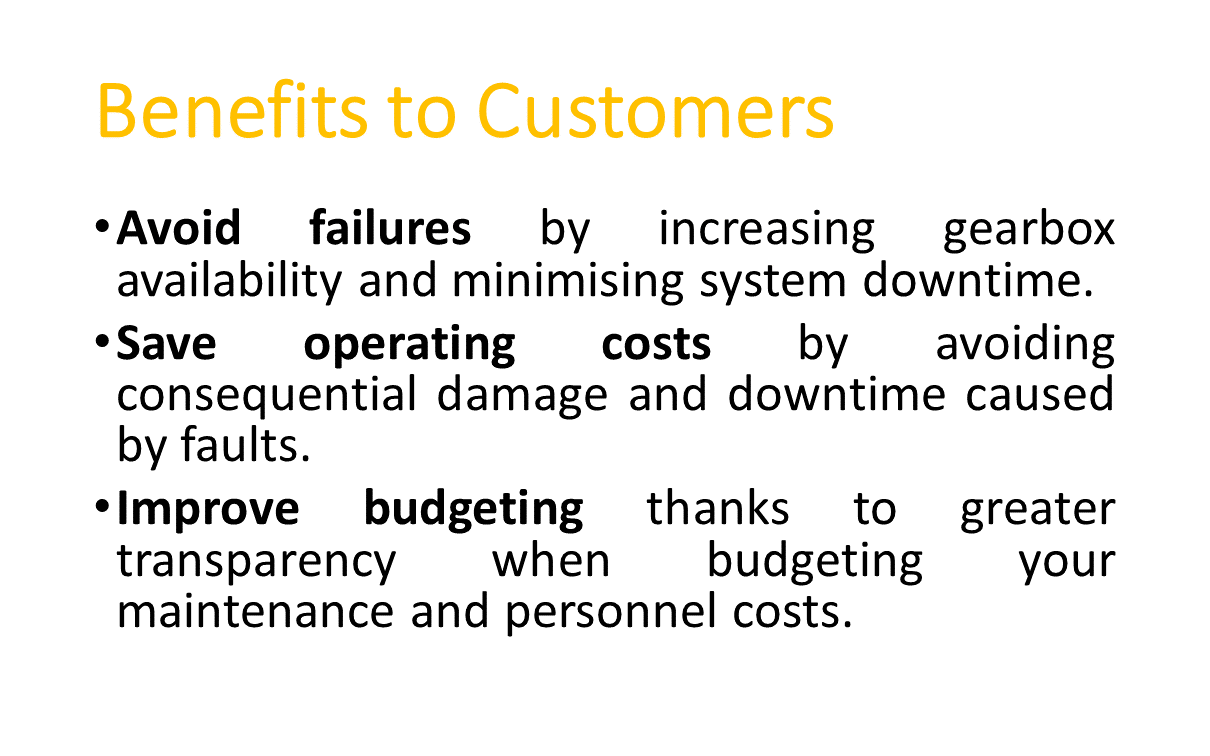 Benefits to Customers
•Avoid failures by increasing gearbox
availability and minimising system downtime.
•Save operating costs by avoiding
consequential damage and downtime caused
by faults.
•Improve budgeting thanks to greater
transparency when budgeting your
maintenance and personnel costs.